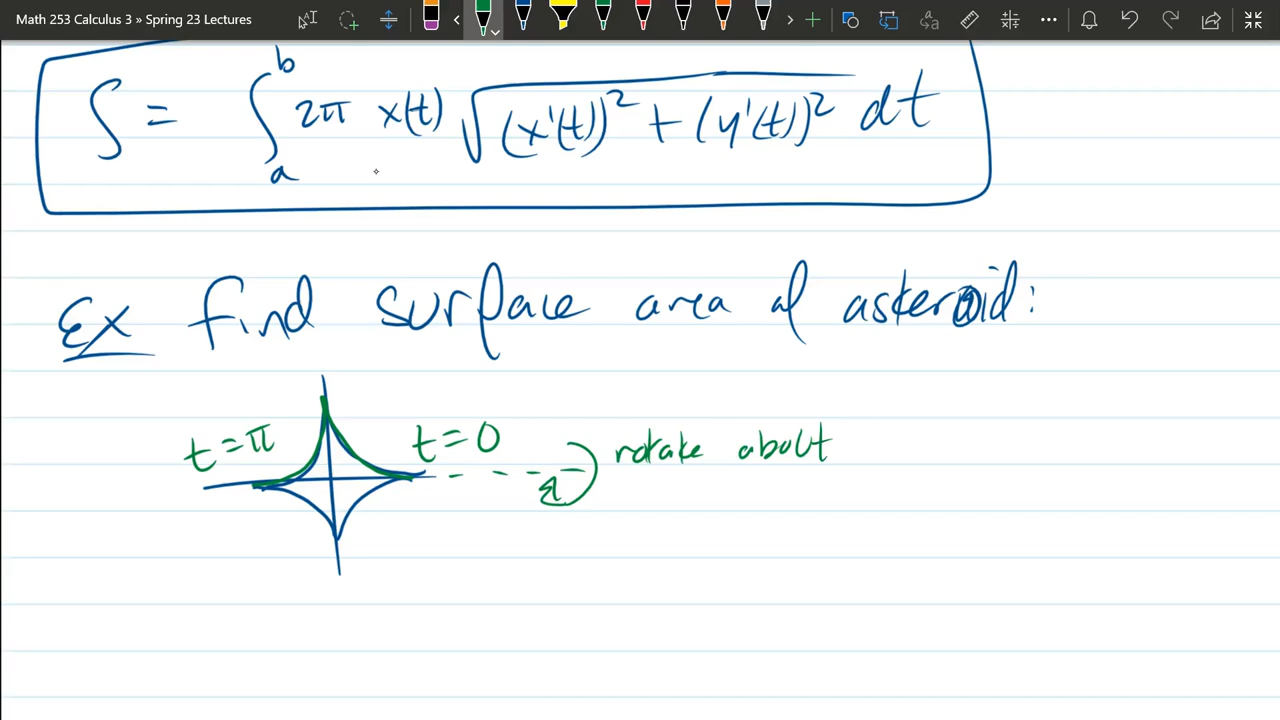 Math 253 Calculus 3 » Spring 23 Lectures
S = ∫_a^b 2π x(t) √((x'(t))² + (y'(t))²) dt
Ex find surface area of asteroid:
t = π t = 0 rotate about